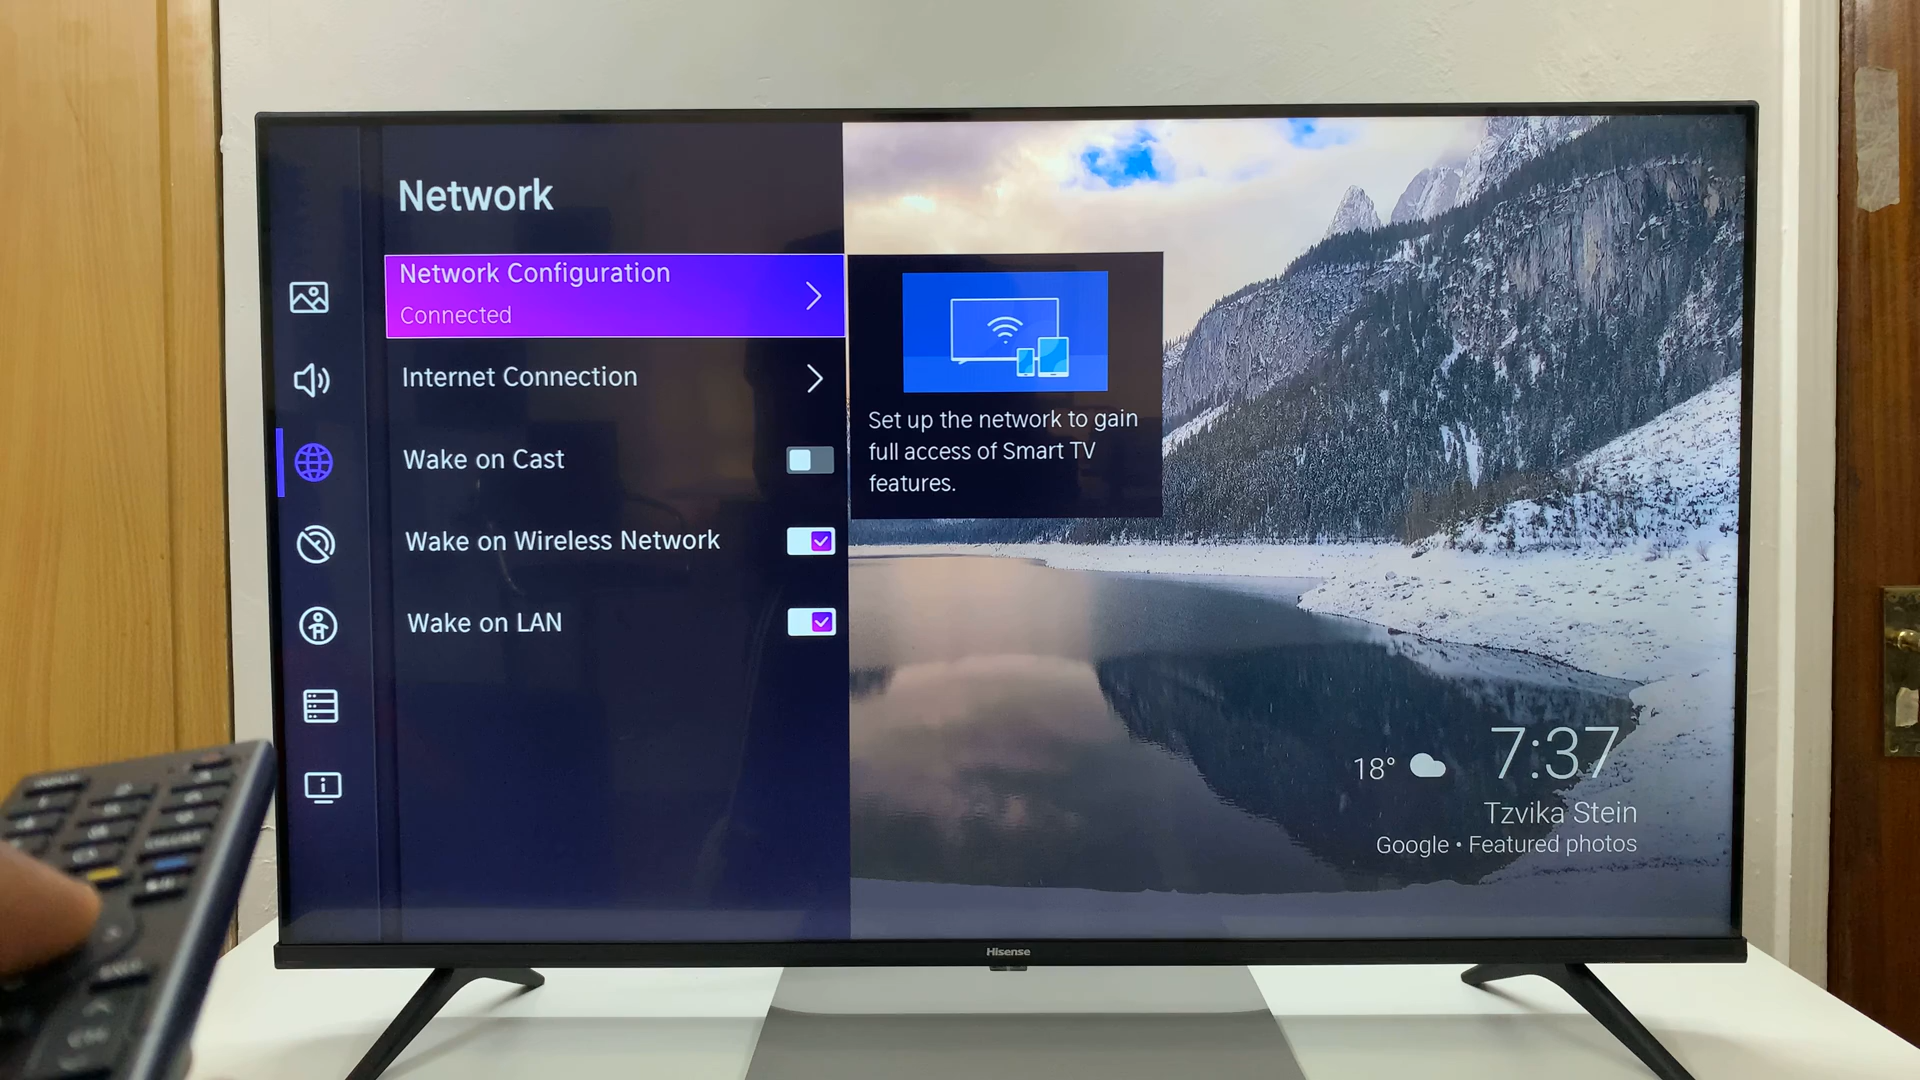 Network
Network Configuration
Connected
Internet Connection
Wake on Cast
Wake on Wireless Network
Wake on LAN
Set up the network to gain
full access of Smart TV
features.
18°
7:37
Tzvika Stein
Google • Featured photos
Hisense